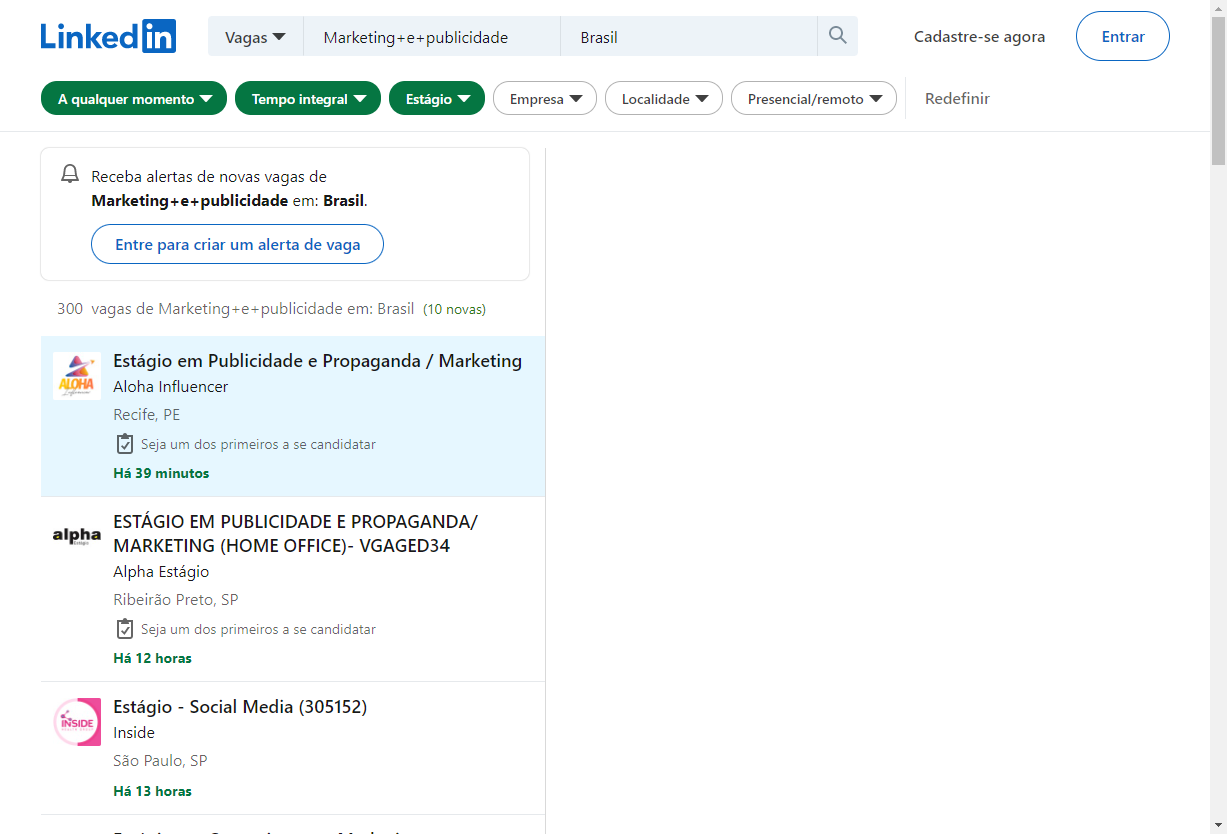 LinkedIn
Vagas
Marketing+e+publicidade
Brasil
Cadastre-se agora
Entrar
A qualquer momento
Tempo integral
Estágio
Empresa
Localidade
Presencial/remoto
Redefinir
Receba alertas de novas vagas de
Marketing+e+publicidade em: Brasil.
Entre para criar um alerta de vaga
300 vagas de Marketing+e+publicidade em: Brasil (10 novas)
ALOHA
Estágio em Publicidade e Propaganda / Marketing
Aloha Influencer
Recife, PE
Seja um dos primeiros a se candidatar
Há 39 minutos
alpha
ESTÁGIO EM PUBLICIDADE E PROPAGANDA/
MARKETING (HOME OFFICE)- VGAGED34
Alpha Estágio
Ribeirão Preto, SP
Seja um dos primeiros a se candidatar
Há 12 horas
INSIDE
Estágio - Social Media (305152)
Inside
São Paulo, SP
Há 13 horas